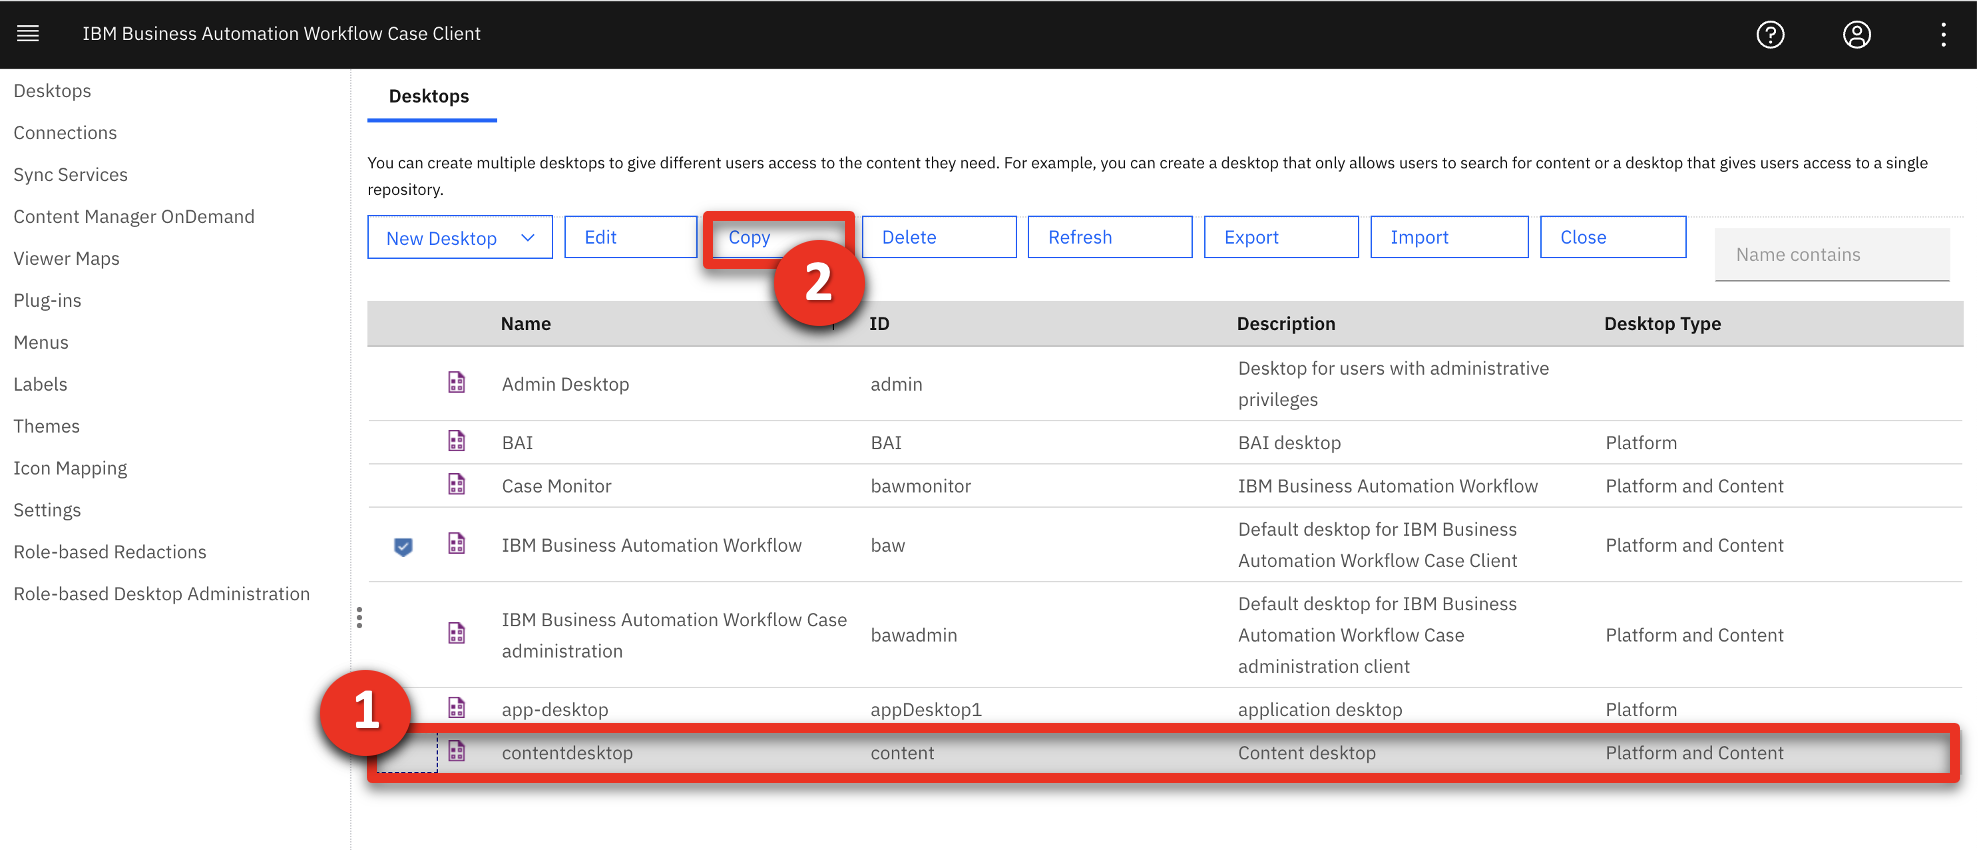 IBM Business Automation Workflow Case Client
Desktops
Connections
Sync Services
Content Manager OnDemand
Viewer Maps
Plug-ins
Menus
Labels
Themes
Icon Mapping
Settings
Role-based Redactions
Role-based Desktop Administration
Desktops
You can create multiple desktops to give different users access to the content they need. For example, you can create a desktop that only allows users to search for content or a desktop that gives users access to a single
repository.
New Desktop Edit Copy Delete Refresh Export Import Close
Name contains
2
Name ID Description Desktop Type
Admin Desktop admin Desktop for users with administrative
privileges
BAI BAI BAI desktop Platform
Case Monitor bawmonitor IBM Business Automation Workflow Platform and Content
IBM Business Automation Workflow baw Default desktop for IBM Business
Automation Workflow Case Client Platform and Content
IBM Business Automation Workflow Case
administration bawadmin Default desktop for IBM Business
Automation Workflow Case
administration client Platform and Content
1
app-desktop appDesktop1 application desktop Platform
contentdesktop content Content desktop Platform and Content